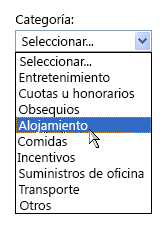 Categoría:
Seleccionar...
Seleccionar...
Entretenimiento
Cuotas u honorarios
Obsequios
Alojamiento
Comidas
Incentivos
Suministros de oficina
Transporte
Otros